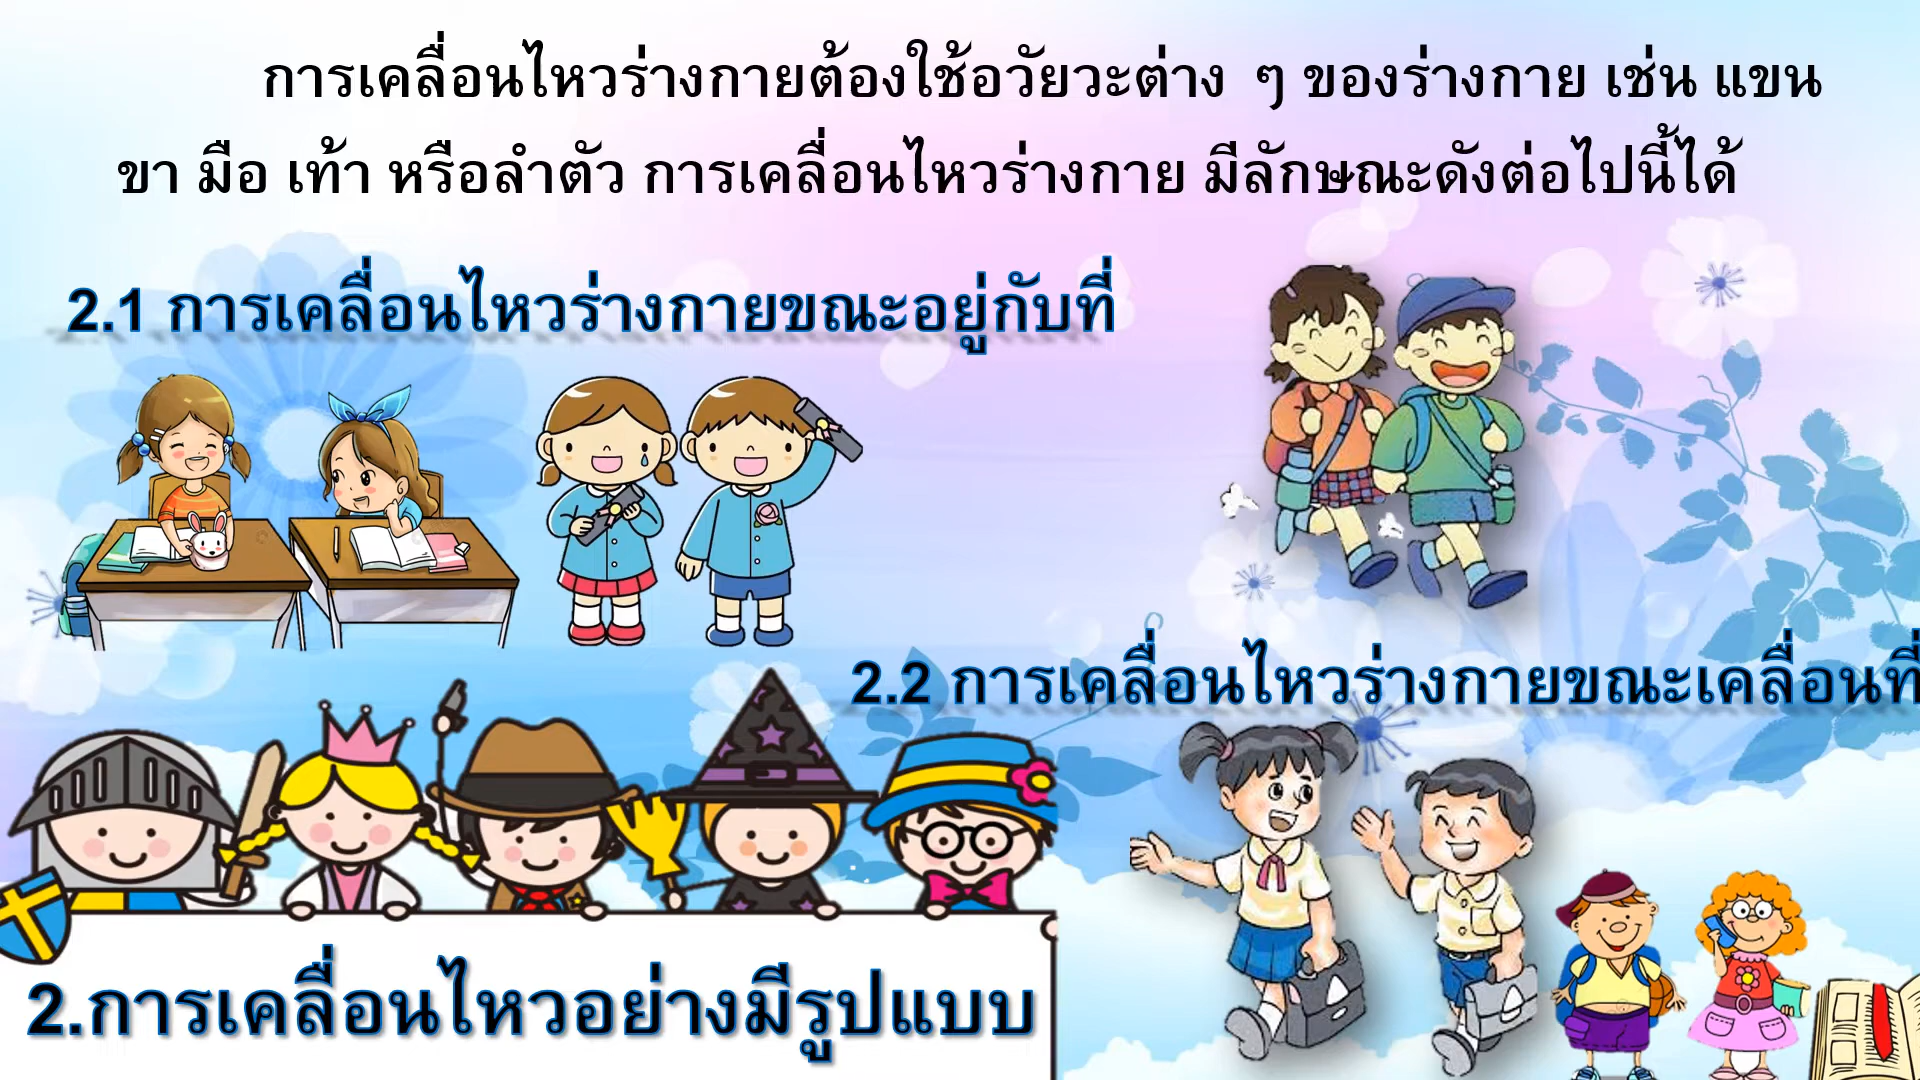 การเคลื่อนไหวร่างกายต้องใช้อวัยวะต่าง ๆ ของร่างกาย เช่น แขน
ขา มือ เท้า หรือลำตัว การเคลื่อนไหวร่างกาย มีลักษณะดังต่อไปนี้ได้
2.1 การเคลื่อนไหวร่างกายขณะอยู่กับที่
2.2 การเคลื่อนไหวร่างกายขณะเคลื่อนที่
2.การเคลื่อนไหวอย่างมีรูปแบบ